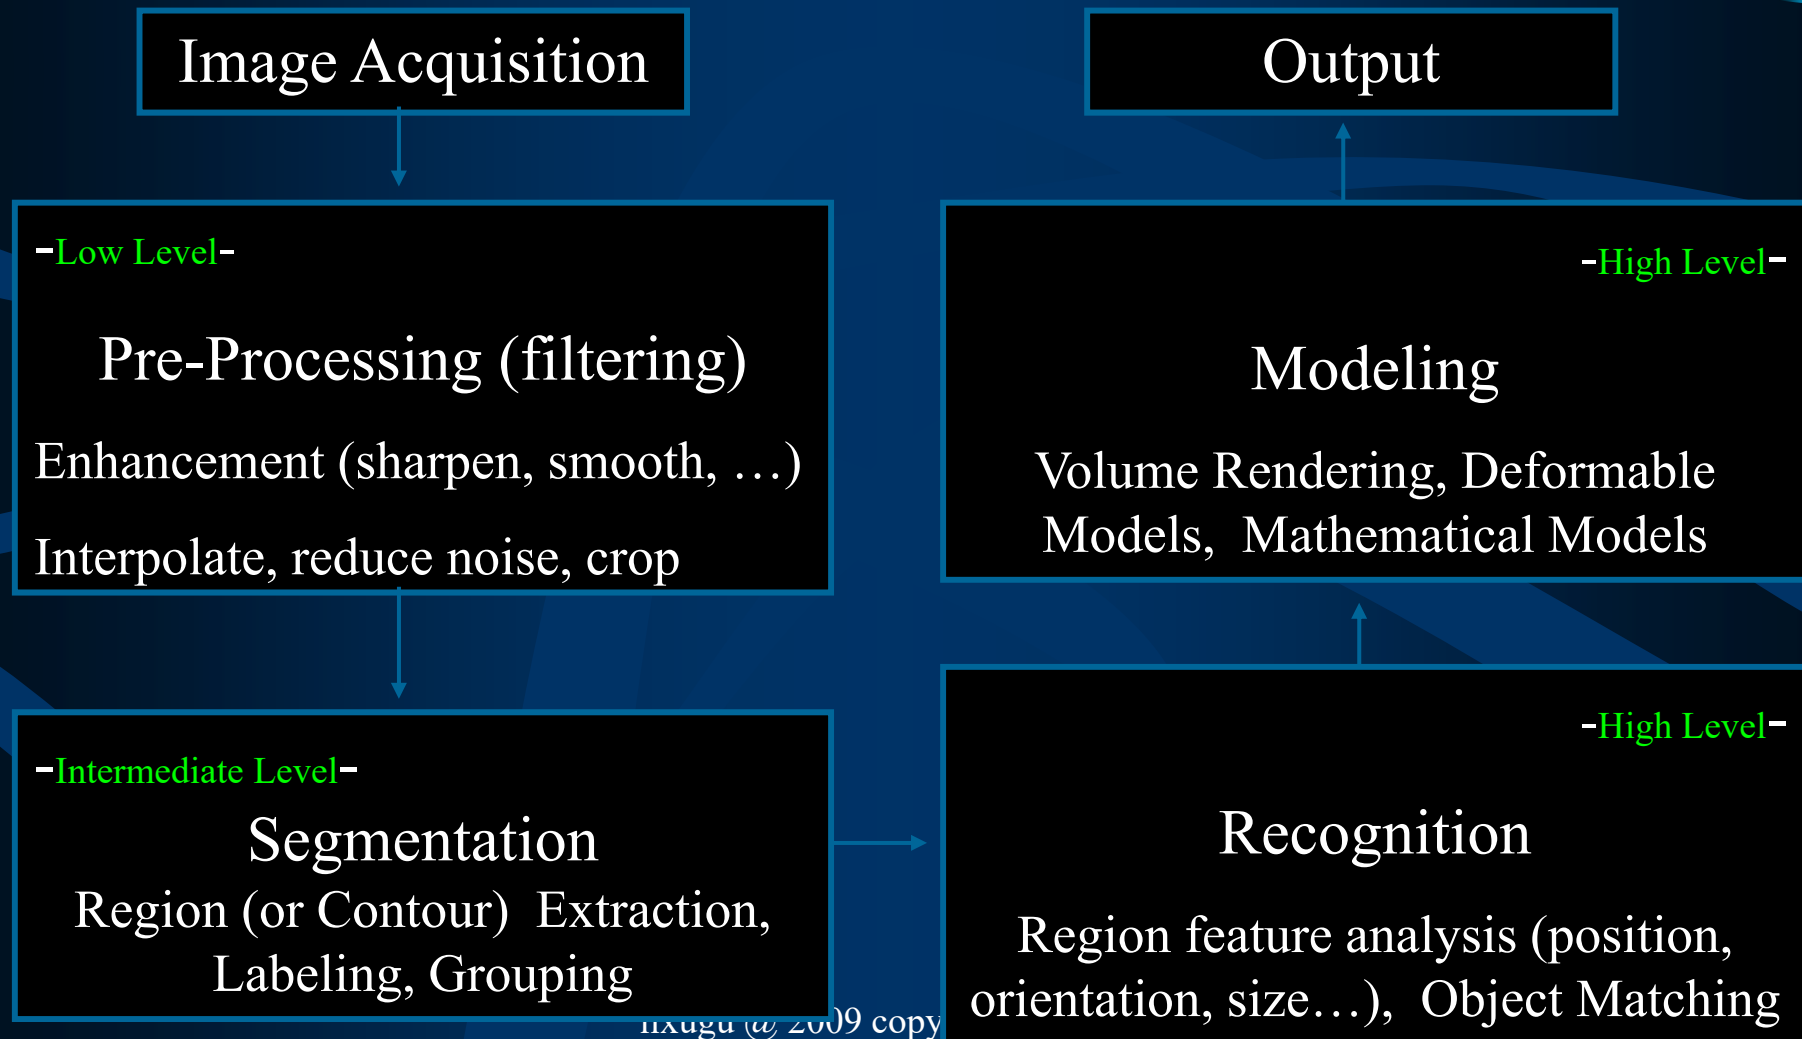 Image Acquisition
-Low Level-
Pre-Processing (filtering)
Enhancement (sharpen, smooth, …)
Interpolate, reduce noise, crop
-Intermediate Level-
Segmentation
Region (or Contour)  Extraction,
Labeling, Grouping
Output
-High Level-
Modeling
Volume Rendering, Deformable
Models,  Mathematical Models
-High Level-
Recognition
Region feature analysis (position,
orientation, size…),  Object Matching
@ 2009